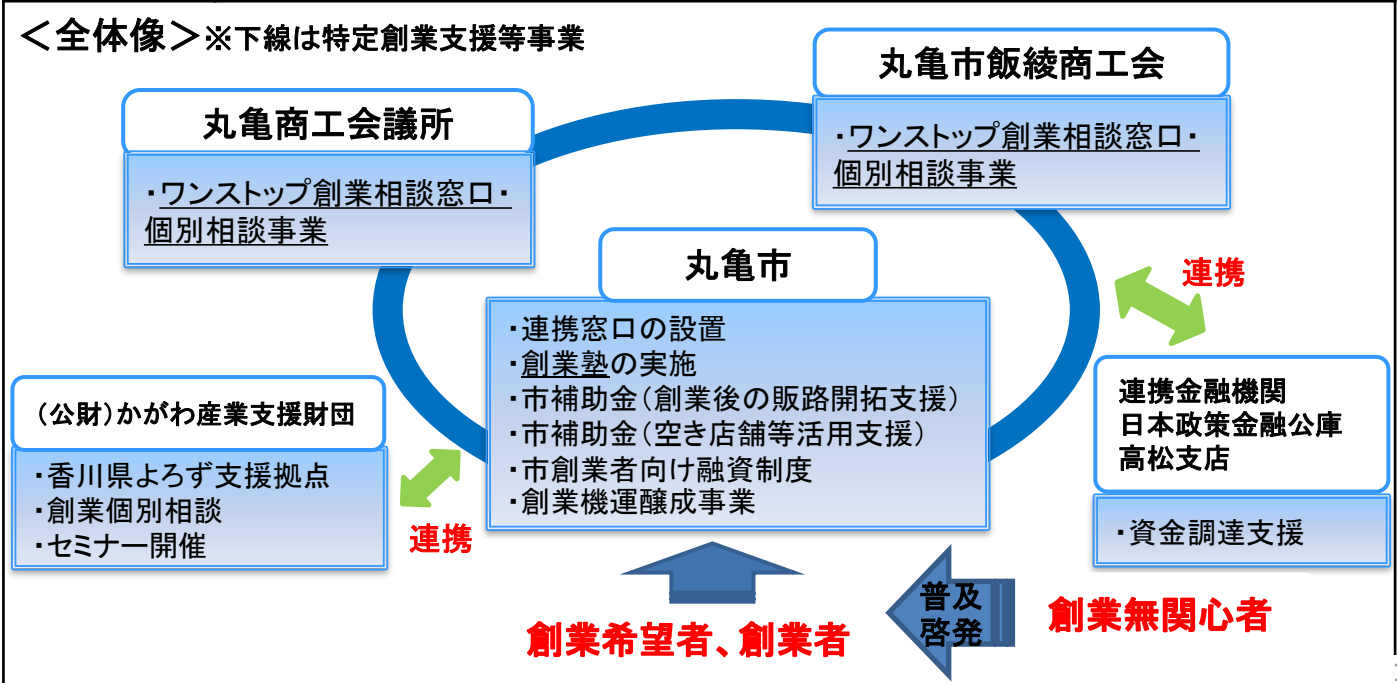 ＜全体像＞※下線は特定創業支援等事業
丸亀商工会議所
・ワンストップ創業相談窓口・
個別相談事業
丸亀市飯綾商工会
・ワンストップ創業相談窓口・
個別相談事業
丸亀市
・連携窓口の設置
・創業塾の実施
・市補助金（創業後の販路開拓支援）
・市補助金（空き店舗等活用支援）
・市創業者向け融資制度
・創業機運醸成事業
（公財）かがわ産業支援財団
・香川県よろず支援拠点
・創業個別相談
・セミナー開催
連携
連携
連携金融機関
日本政策金融公庫
高松支店
・資金調達支援
創業希望者、創業者
普及
啓発
創業無関心者